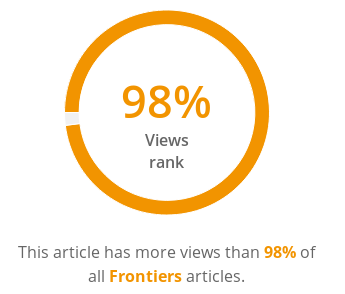 98%
Views
rank
This article has more views than 98% of
all Frontiers articles.